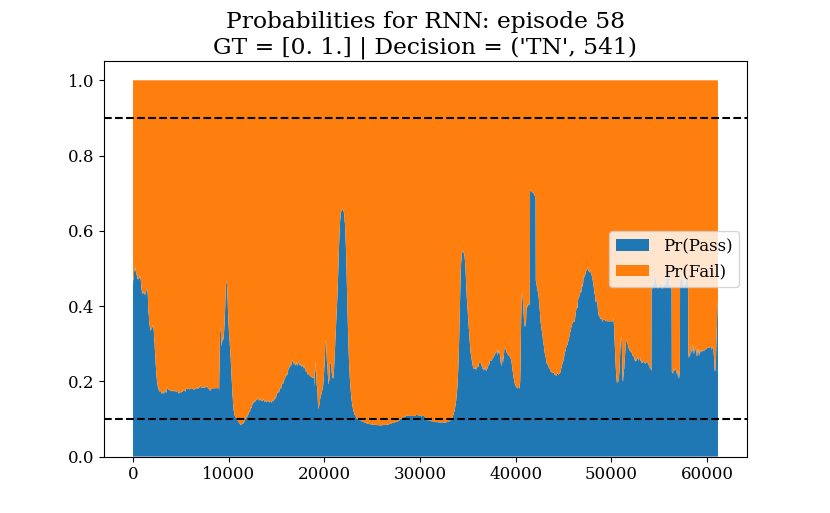 Probabilities for RNN: episode 58
GT = [0. 1.] | Decision = ('TN', 541)
1.0
0.8
0.6
0.4
0.2
0.0
Pr(Pass)
Pr(Fail)
0 10000 20000 30000 40000 50000 60000